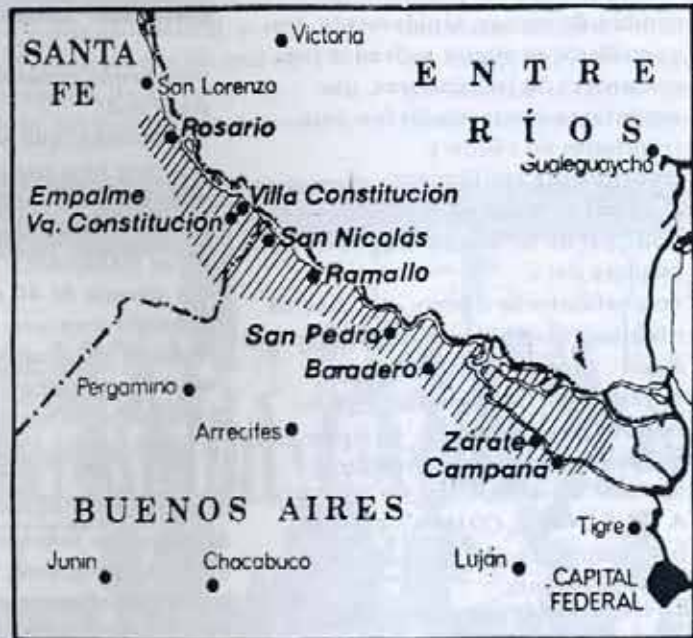 SANTA
FE
Victoria
ENTRE
RÍOS
San Lorenzo
Rosario
Gualeguaychú
Empalme
Va. Constitución
Villa Constitución
San Nicolás
Ramallo
San Pedro
Baradero
Pergamino
Arrecifes
Zárate
Campana
BUENOS AIRES
Tigre
Junín
Chacabuco
Luján
CAPITAL
FEDERAL